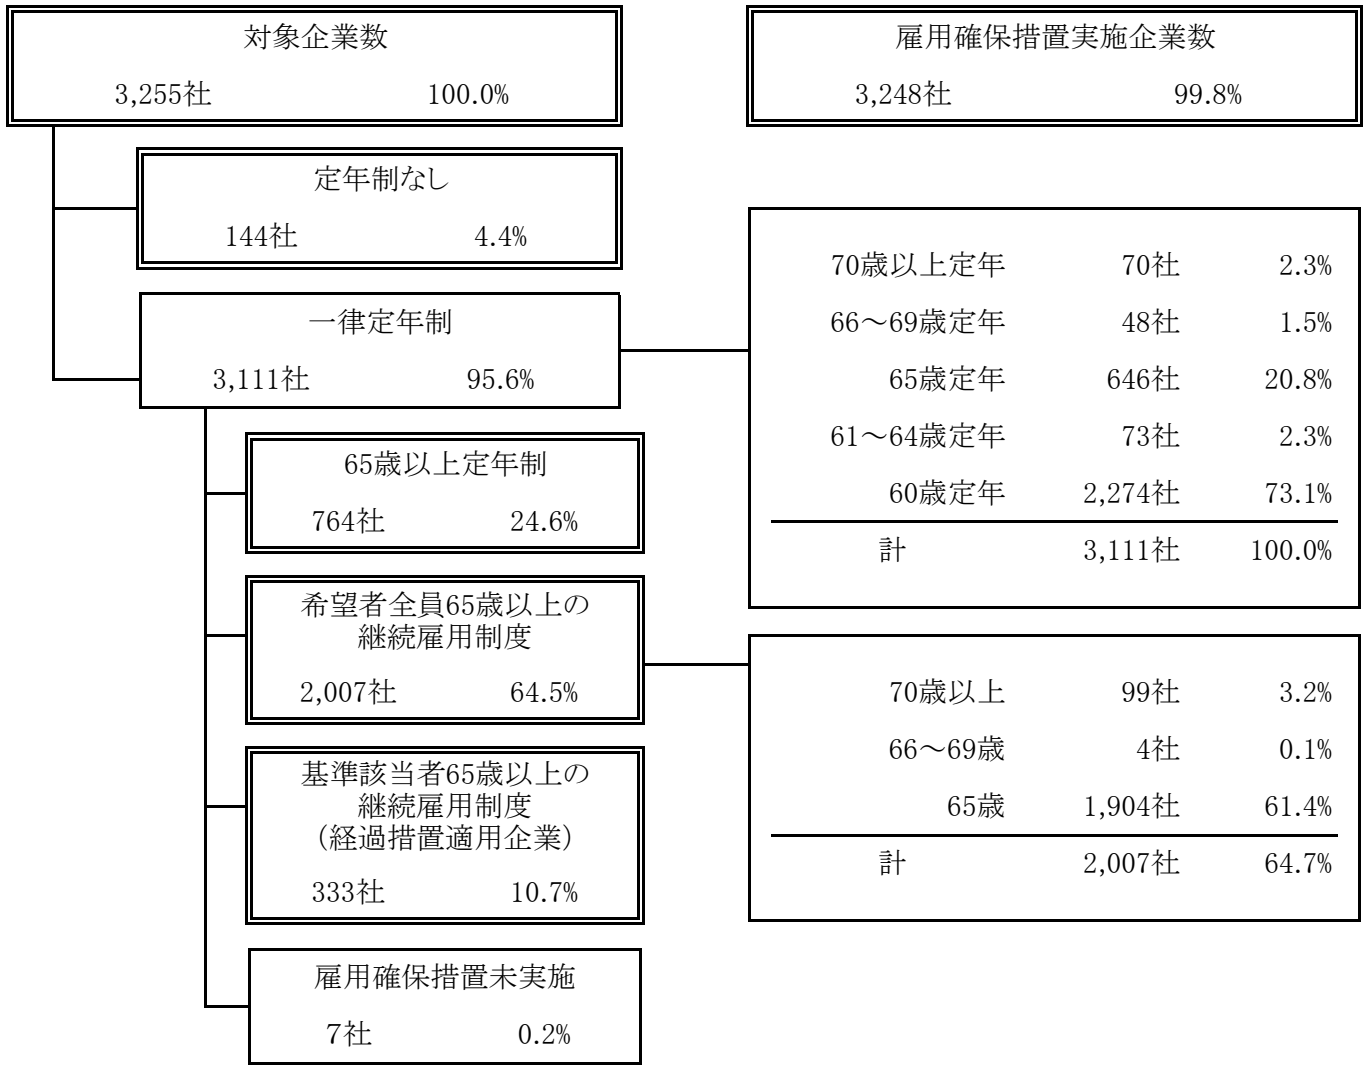 対象企業数
3,255社 100.0%
雇用確保措置実施企業数
3,248社 99.8%
定年制なし
144社 4.4%
一律定年制
3,111社 95.6%
70歳以上定年 70社 2.3%
66～69歳定年 48社 1.5%
65歳定年 646社 20.8%
61～64歳定年 73社 2.3%
60歳定年 2,274社 73.1%
計 3,111社 100.0%
65歳以上定年制
764社 24.6%
希望者全員65歳以上の
継続雇用制度
2,007社 64.5%
70歳以上 99社 3.2%
66～69歳 4社 0.1%
65歳 1,904社 61.4%
計 2,007社 64.7%
基準該当者65歳以上の
継続雇用制度
（経過措置適用企業）
333社 10.7%
雇用確保措置未実施
7社 0.2%